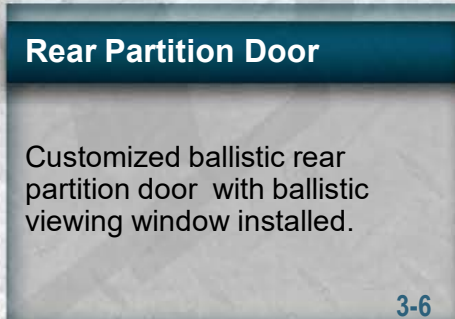 Rear Partition Door
Customized ballistic rear
partition door  with ballistic
viewing window installed.
3-6